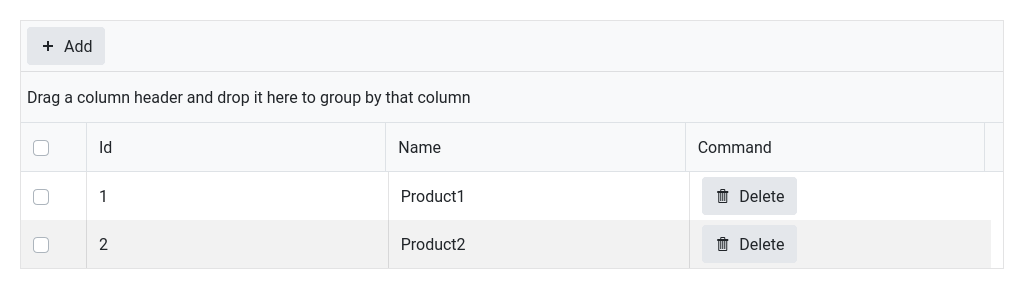 Add
Drag a column header and drop it here to group by that column
Id Name Command
1 Product1 Delete
2 Product2 Delete